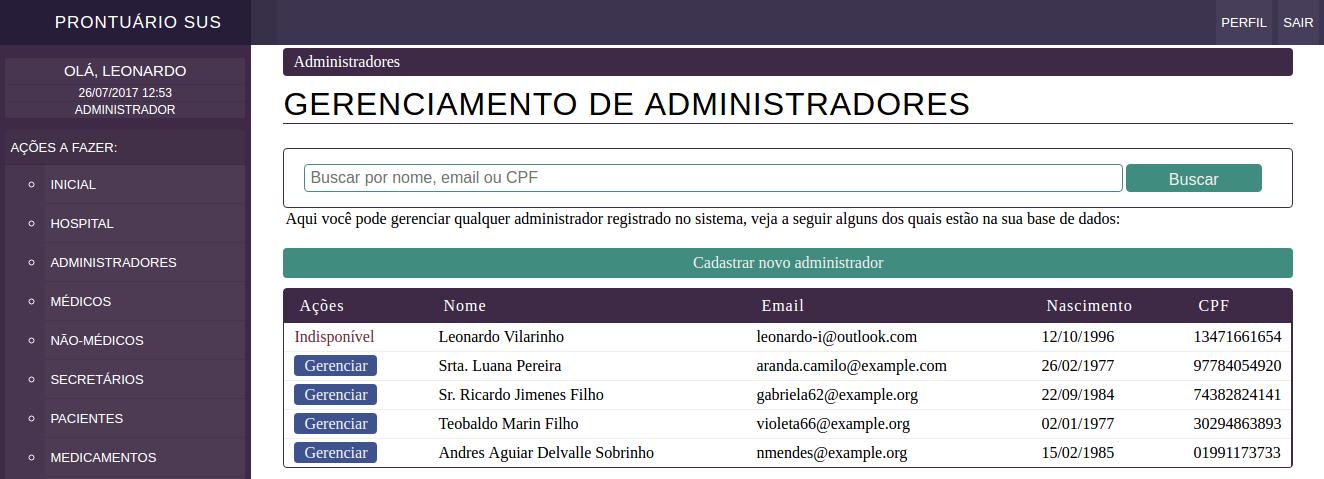 PRONTUÁRIO SUS
PERFIL SAIR
OLÁ, LEONARDO
26/07/2017 12:53
ADMINISTRADOR
AÇÕES A FAZER:
INICIAL
HOSPITAL
ADMINISTRADORES
MÉDICOS
NÃO-MÉDICOS
SECRETÁRIOS
PACIENTES
MEDICAMENTOS
Administradores
GERENCIAMENTO DE ADMINISTRADORES
Buscar por nome, email ou CPF Buscar
Aqui você pode gerenciar qualquer administrador registrado no sistema, veja a seguir alguns dos quais estão na sua base de dados:
Cadastrar novo administrador
Ações Nome Email Nascimento CPF
Indisponível Leonardo Vilarinho leonardo-i@outlook.com 12/10/1996 13471661654
Gerenciar Srta. Luana Pereira aranda.camilo@example.com 26/02/1977 97784054920
Gerenciar Sr. Ricardo Jimenes Filho gabriela62@example.org 22/09/1984 74382824141
Gerenciar Teobaldo Marin Filho violeta66@example.org 02/01/1977 30294863893
Gerenciar Andres Aguiar Delvalle Sobrinho nmendes@example.org 15/02/1985 01991173733